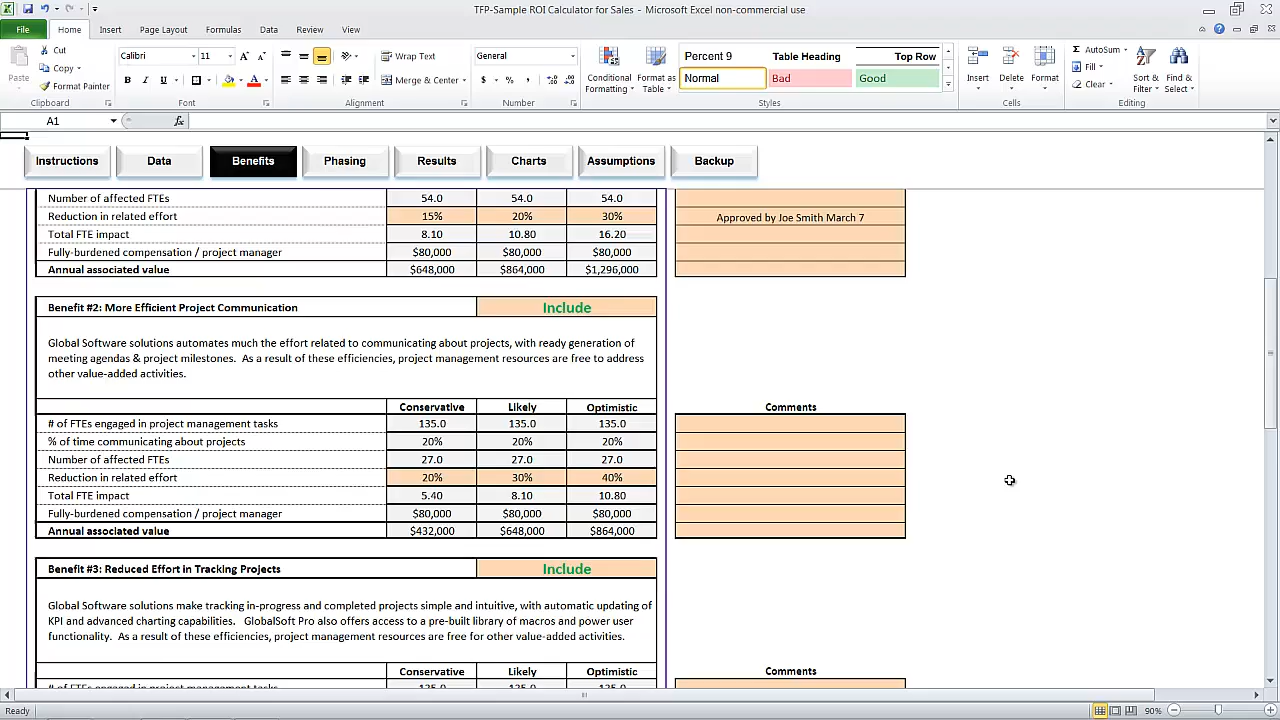 TFP-Sample ROI Calculator for Sales - Microsoft Excel non-commercial use
File Home Insert Page Layout Formulas Data Review View
Paste
Cut
Copy
Format Painter
Clipboard
Calibri 11
B I U
Font
Wrap Text
Merge & Center
Alignment
General
$ % ,
Number
Conditional Formatting
Format as Table
Percent 9 Table Heading Top Row
Normal Bad Good
Styles
Insert Delete Format
Cells
AutoSum
Fill
Clear
Sort & Filter
Find & Select
Editing
A1 fx
Instructions Data Benefits Phasing Results Charts Assumptions Backup
Number of affected FTEs 54.0 54.0 54.0
Reduction in related effort 15% 20% 30% Approved by Joe Smith March 7
Total FTE impact 8.10 10.80 16.20
Fully-burdened compensation / project manager $80,000 $80,000 $80,000
Annual associated value $648,000 $864,000 $1,296,000
Benefit #2: More Efficient Project Communication Include
Global Software solutions automates much the effort related to communicating about projects, with ready generation of
meeting agendas & project milestones. As a result of these efficiencies, project management resources are free to address
other value-added activities.
Conservative Likely Optimistic Comments
# of FTEs engaged in project management tasks 135.0 135.0 135.0
% of time communicating about projects 20% 20% 20%
Number of affected FTEs 27.0 27.0 27.0
Reduction in related effort 20% 30% 40%
Total FTE impact 5.40 8.10 10.80
Fully-burdened compensation / project manager $80,000 $80,000 $80,000
Annual associated value $432,000 $648,000 $864,000
Benefit #3: Reduced Effort in Tracking Projects Include
Global Software solutions make tracking in-progress and completed projects simple and intuitive, with automatic updating of
KPI and advanced charting capabilities. GlobalSoft Pro also offers access to a pre-built library of macros and power user
functionality. As a result of these efficiencies, project management resources are free for other value-added activities.
Conservative Likely Optimistic Comments
# of FTEs engaged in project management tasks 135.0 135.0 135.0
Ready 90%